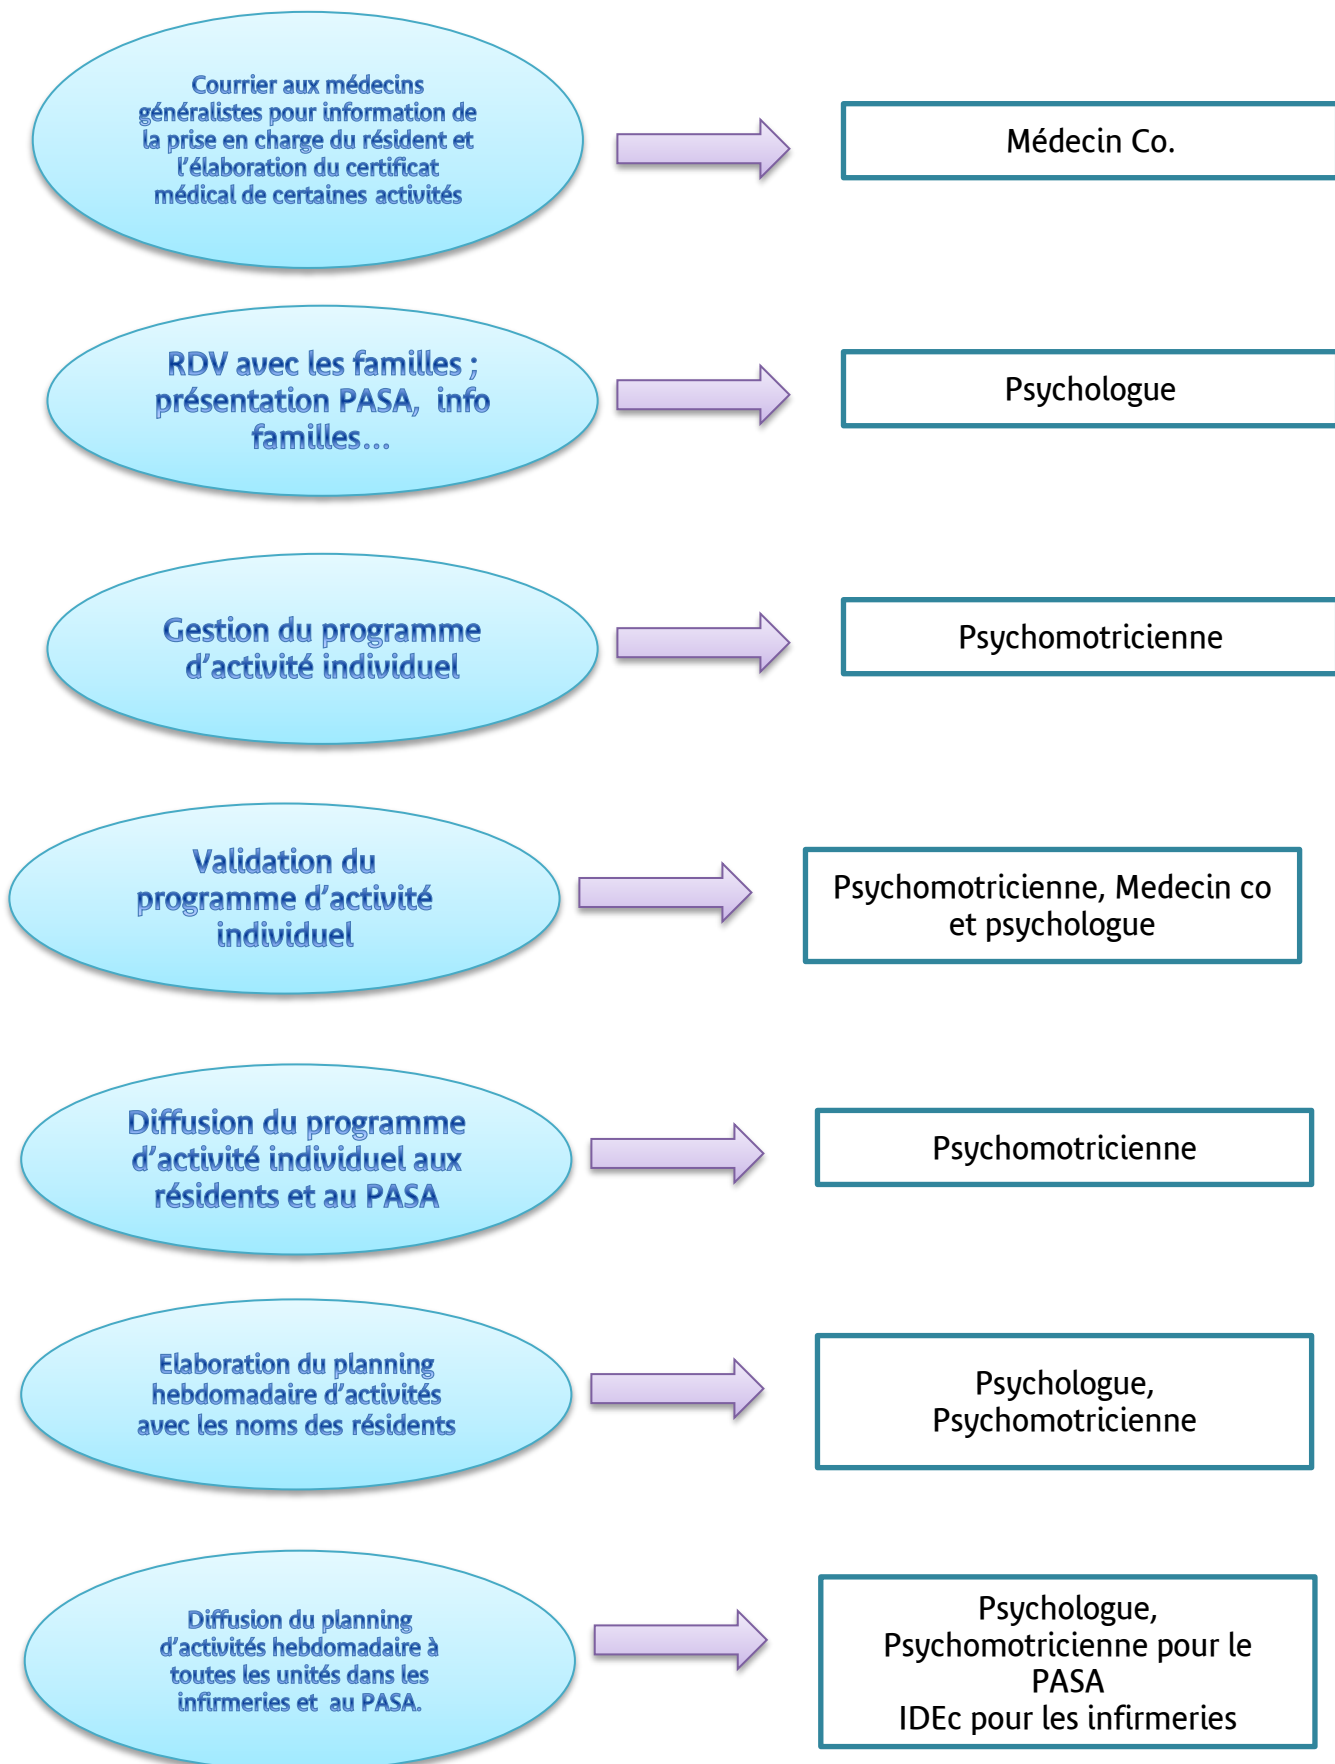 Courrier aux médecins
généralistes pour information de
la prise en charge du résident et
l'élaboration du certificat
médical de certaines activités
Médecin Co.
RDV avec les familles ;
présentation PASA, info
familles...
Psychologue
Gestion du programme
d'activité individuel
Psychomotricienne
Validation du
programme d'activité
individuel
Psychomotricienne, Medecin co
et psychologue
Diffusion du programme
d'activité individuel aux
résidents et au PASA
Psychomotricienne
Elaboration du planning
hebdomadaire d'activités
avec les noms des résidents
Psychologue,
Psychomotricienne
Diffusion du planning
d'activités hebdomadaire à
toutes les unités dans les
infirmeries et au PASA.
Psychologue,
Psychomotricienne pour le
PASA
IDEc pour les infirmeries